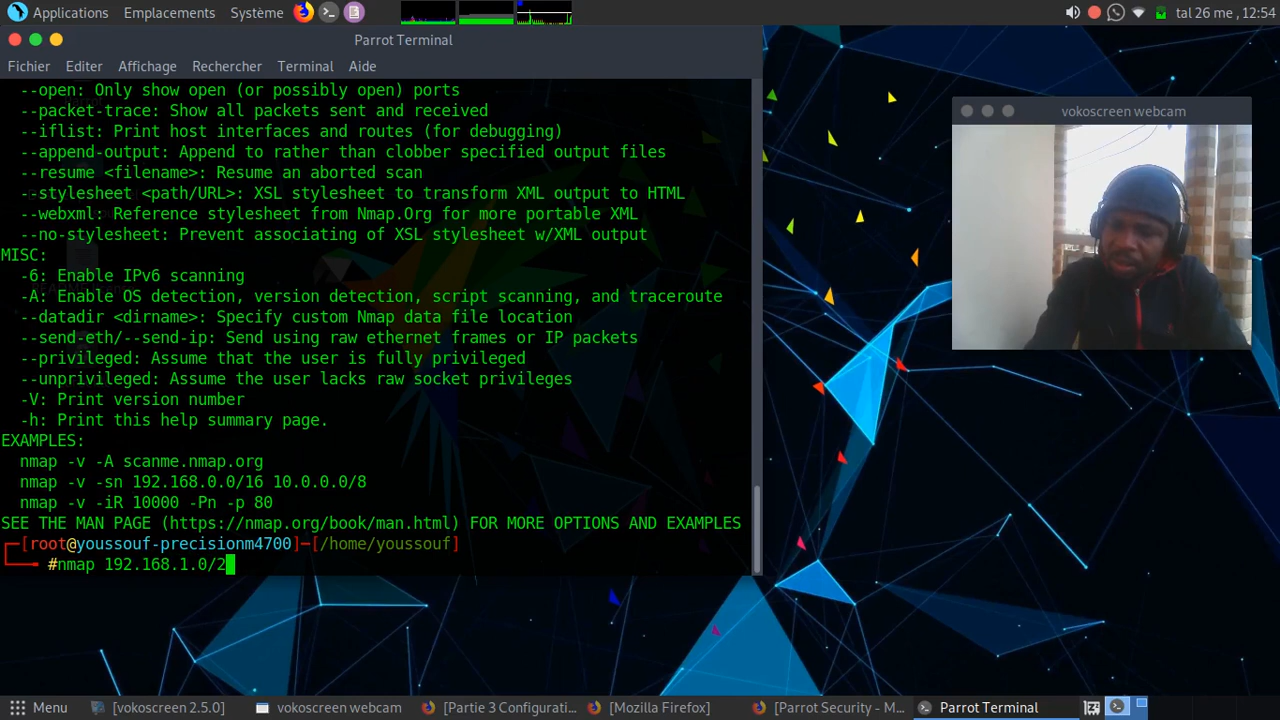 Applications Emplacements Système tal 26 me , 12:54
Parrot Terminal
Fichier Editer Affichage Rechercher Terminal Aide
--open: Only show open (or possibly open) ports
--packet-trace: Show all packets sent and received
--iflist: Print host interfaces and routes (for debugging)
--append-output: Append to rather than clobber specified output files
--resume <filename>: Resume an aborted scan
--stylesheet <path/URL>: XSL stylesheet to transform XML output to HTML
--webxml: Reference stylesheet from Nmap.Org for more portable XML
--no-stylesheet: Prevent associating of XSL stylesheet w/XML output
MISC:
-6: Enable IPv6 scanning
-A: Enable OS detection, version detection, script scanning, and traceroute
--datadir <dirname>: Specify custom Nmap data file location
--send-eth/--send-ip: Send using raw ethernet frames or IP packets
--privileged: Assume that the user is fully privileged
--unprivileged: Assume the user lacks raw socket privileges
-V: Print version number
-h: Print this help summary page.
EXAMPLES:
nmap -v -A scanme.nmap.org
nmap -v -sn 192.168.0.0/16 10.0.0.0/8
nmap -v -iR 10000 -Pn -p 80
SEE THE MAN PAGE (https://nmap.org/book/man.html) FOR MORE OPTIONS AND EXAMPLES
┌─[root@youssouf-precisionm4700]─[/home/youssouf]
└──╼ #nmap 192.168.1.0/2
vokoscreen webcam
Menu [vokoscreen 2.5.0] vokoscreen webcam [Partie 3 Configurati... [Mozilla Firefox] [Parrot Security - M... Parrot Terminal